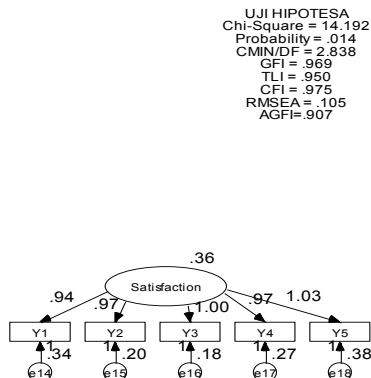 UJI HIPOTESA
Chi-Square = 14.192
Probability = .014
CMIN/DF = 2.838
GFI = .969
TLI = .950
CFI = .975
RMSEA = .105
AGFI=.907
.36
Satisfaction
.94 .97 1.00 .97 1.03
Y1 Y2 Y3 Y4 Y5
1 1 1 1 1
.34 .20 .18 .27 .38
e14 e15 e16 e17 e18